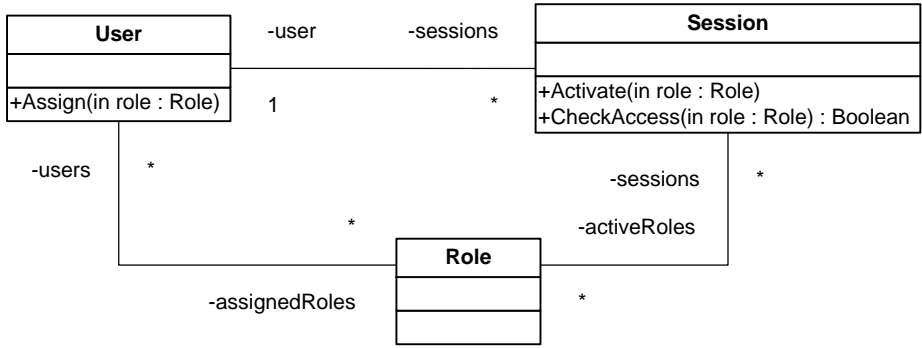 User
-user
-sessions
Session
+Assign(in role : Role)
1
*
+Activate(in role : Role)
+CheckAccess(in role : Role) : Boolean
-users
*
-sessions
*
*
-activeRoles
Role
-assignedRoles
*